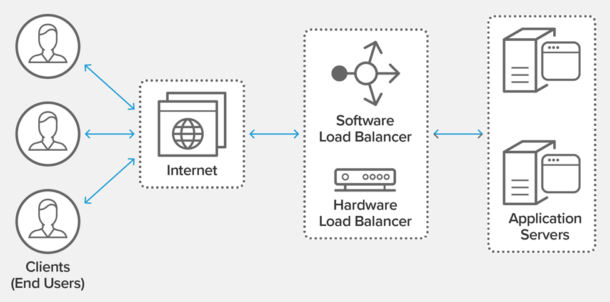 Clients
(End Users)
Internet
Software
Load Balancer
Hardware
Load Balancer
Application
Servers